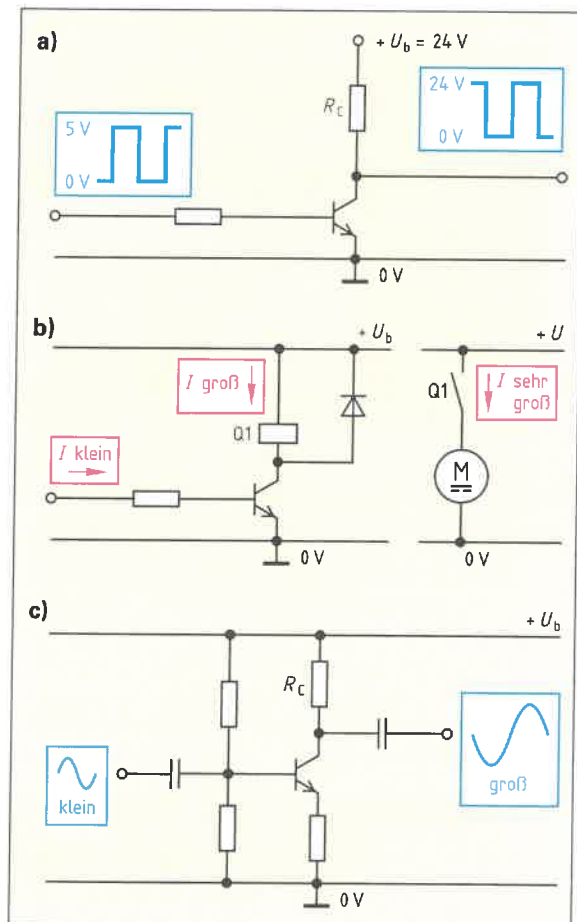 a)
+ U_b = 24 V
R_C
5 V
0 V
24 V
0 V
0 V
b)
+ U_b
+ U
I groß
Q1
I klein
0 V
Q1
I sehr
groß
M
0 V
c)
+ U_b
R_C
klein
groß
0 V